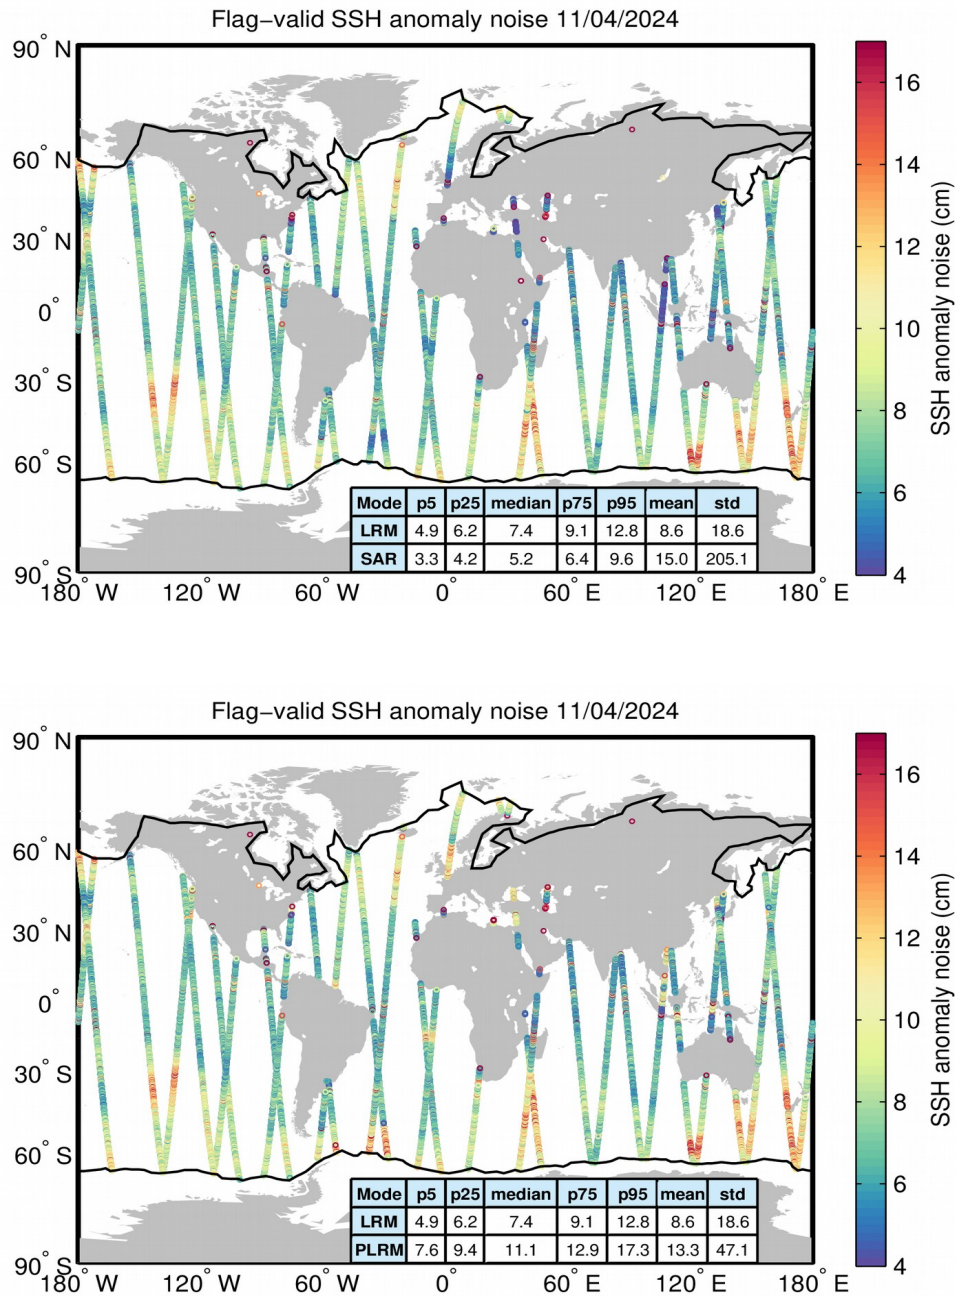 Flag−valid SSH anomaly noise 11/04/2024
90° N
60° N
30° N
0°
30° S
60° S
90° S
180° W 120° W 60° W 0° 60° E 120° E 180° E
Mode p5 p25 median p75 p95 mean std
LRM 4.9 6.2 7.4 9.1 12.8 8.6 18.6
SAR 3.3 4.2 5.2 6.4 9.6 15.0 205.1
16
14
12
10
8
6
4
SSH anomaly noise (cm)
Flag−valid SSH anomaly noise 11/04/2024
90° N
60° N
30° N
0°
30° S
60° S
90° S
180° W 120° W 60° W 0° 60° E 120° E 180° E
Mode p5 p25 median p75 p95 mean std
LRM 4.9 6.2 7.4 9.1 12.8 8.6 18.6
PLRM 7.6 9.4 11.1 12.9 17.3 13.3 47.1
16
14
12
10
8
6
4
SSH anomaly noise (cm)